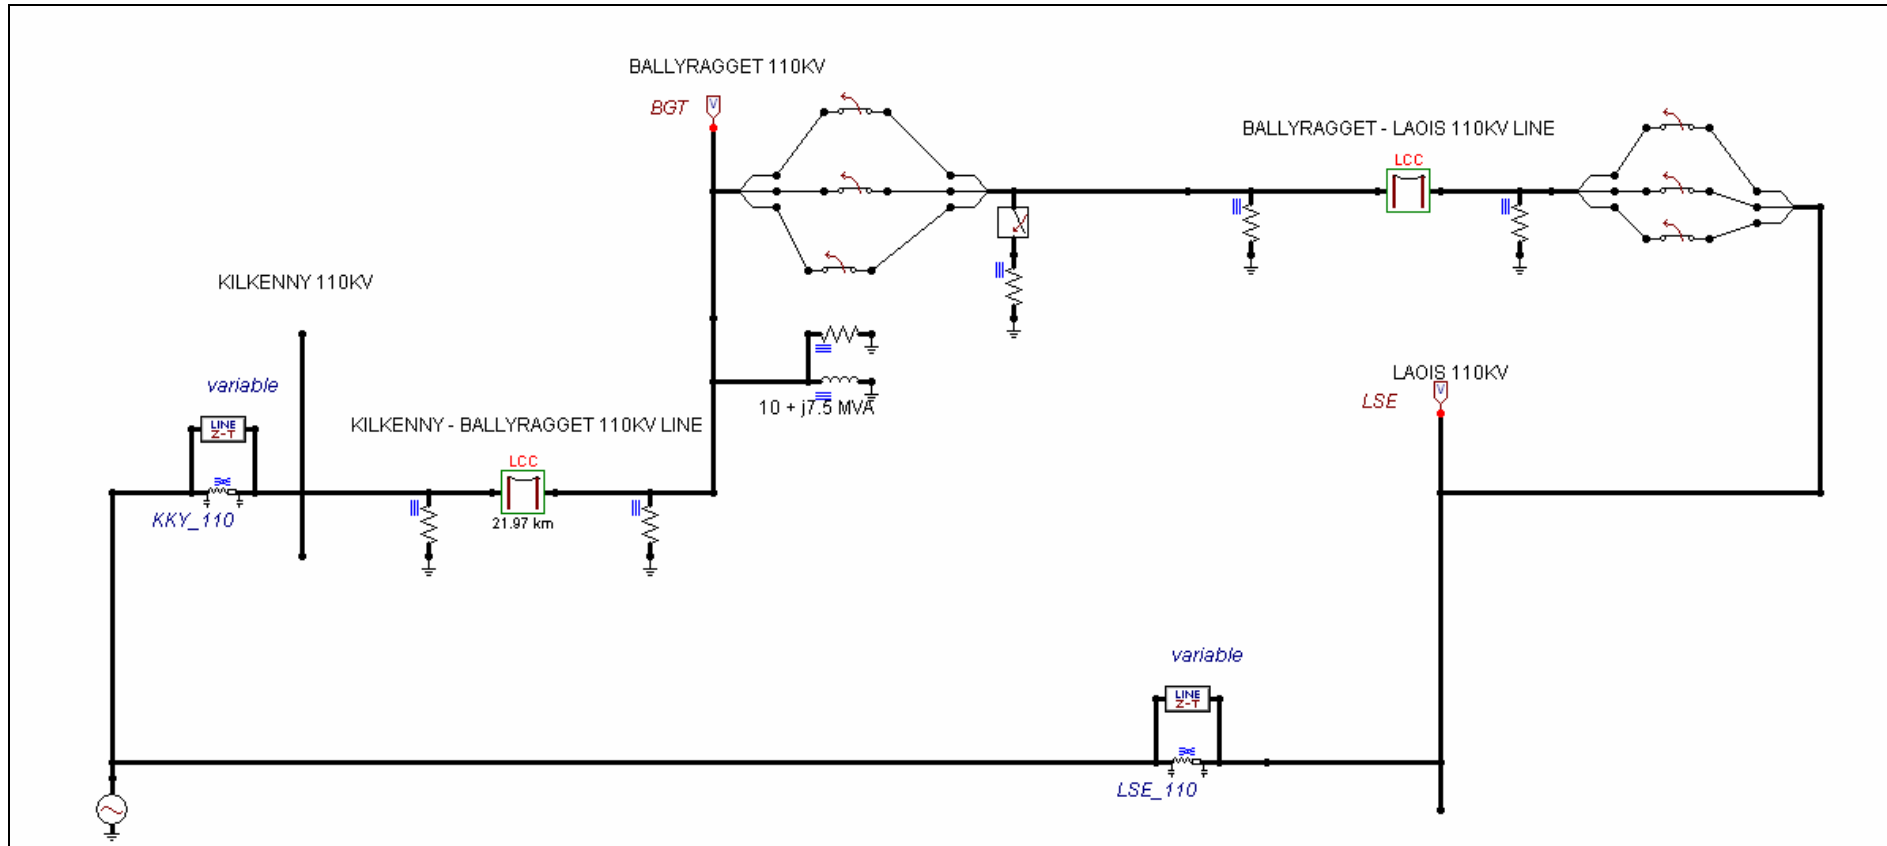 BALLYRAGGET 110KV
BGT
V
BALLYRAGGET - LAOIS 110KV LINE
LCC
KILKENNY 110KV
variable
LINE
Z-T
KKY_110
KILKENNY - BALLYRAGGET 110KV LINE
LCC
21.97 km
10 + j7.5 MVA
LAOIS 110KV
LSE
V
variable
LINE
Z-T
LSE_110